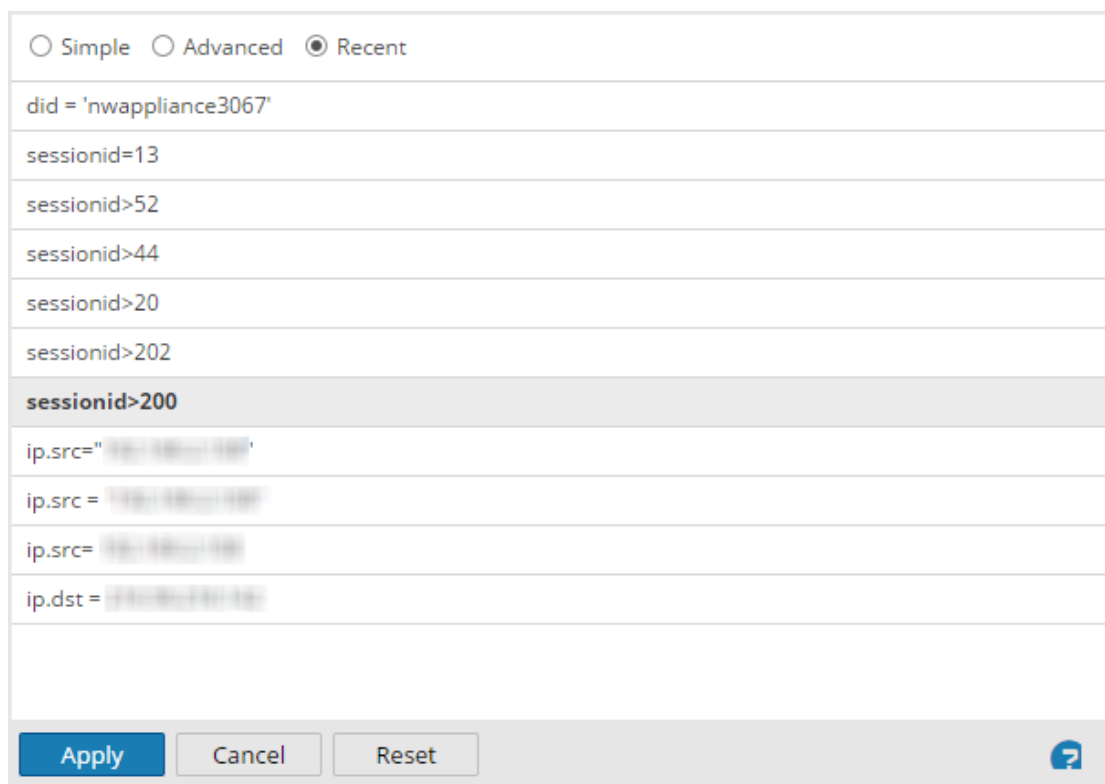 Simple Advanced Recent
did = 'nwappliance3067'
sessionid=13
sessionid>52
sessionid>44
sessionid>20
sessionid>202
sessionid>200
ip.src="
ip.src =
ip.src=
ip.dst =
Apply Cancel Reset ?